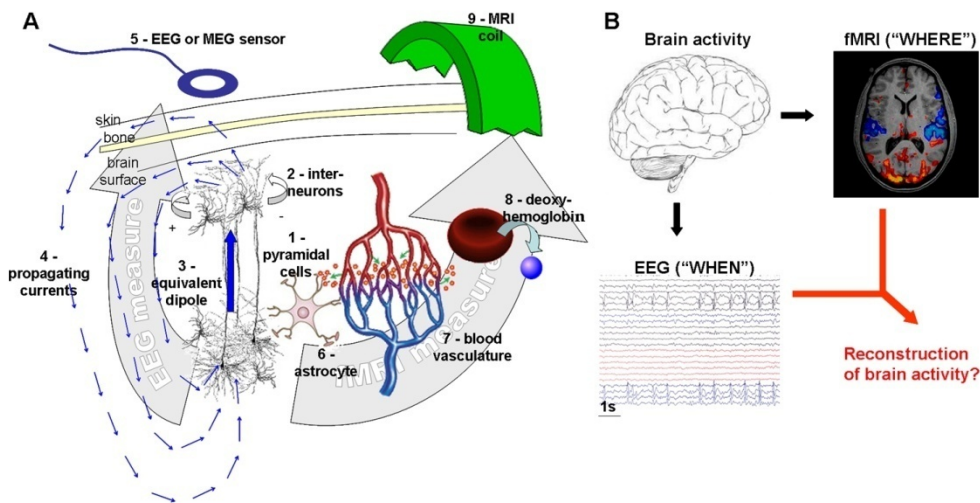 A
5 - EEG or MEG sensor
9 - MRI
coil
skin
bone
brain
surface
2 - inter-
neurons
+
-
8 - deoxy-
hemoglobin
1 -
pyramidal
cells
4 -
propagating
currents
3 -
equivalent
dipole
6 -
astrocyte
7 - blood
vasculature
EEG measure
fMRI measure
B
Brain activity
fMRI (“WHERE”)
EEG (“WHEN”)
1s
Reconstruction
of brain activity?